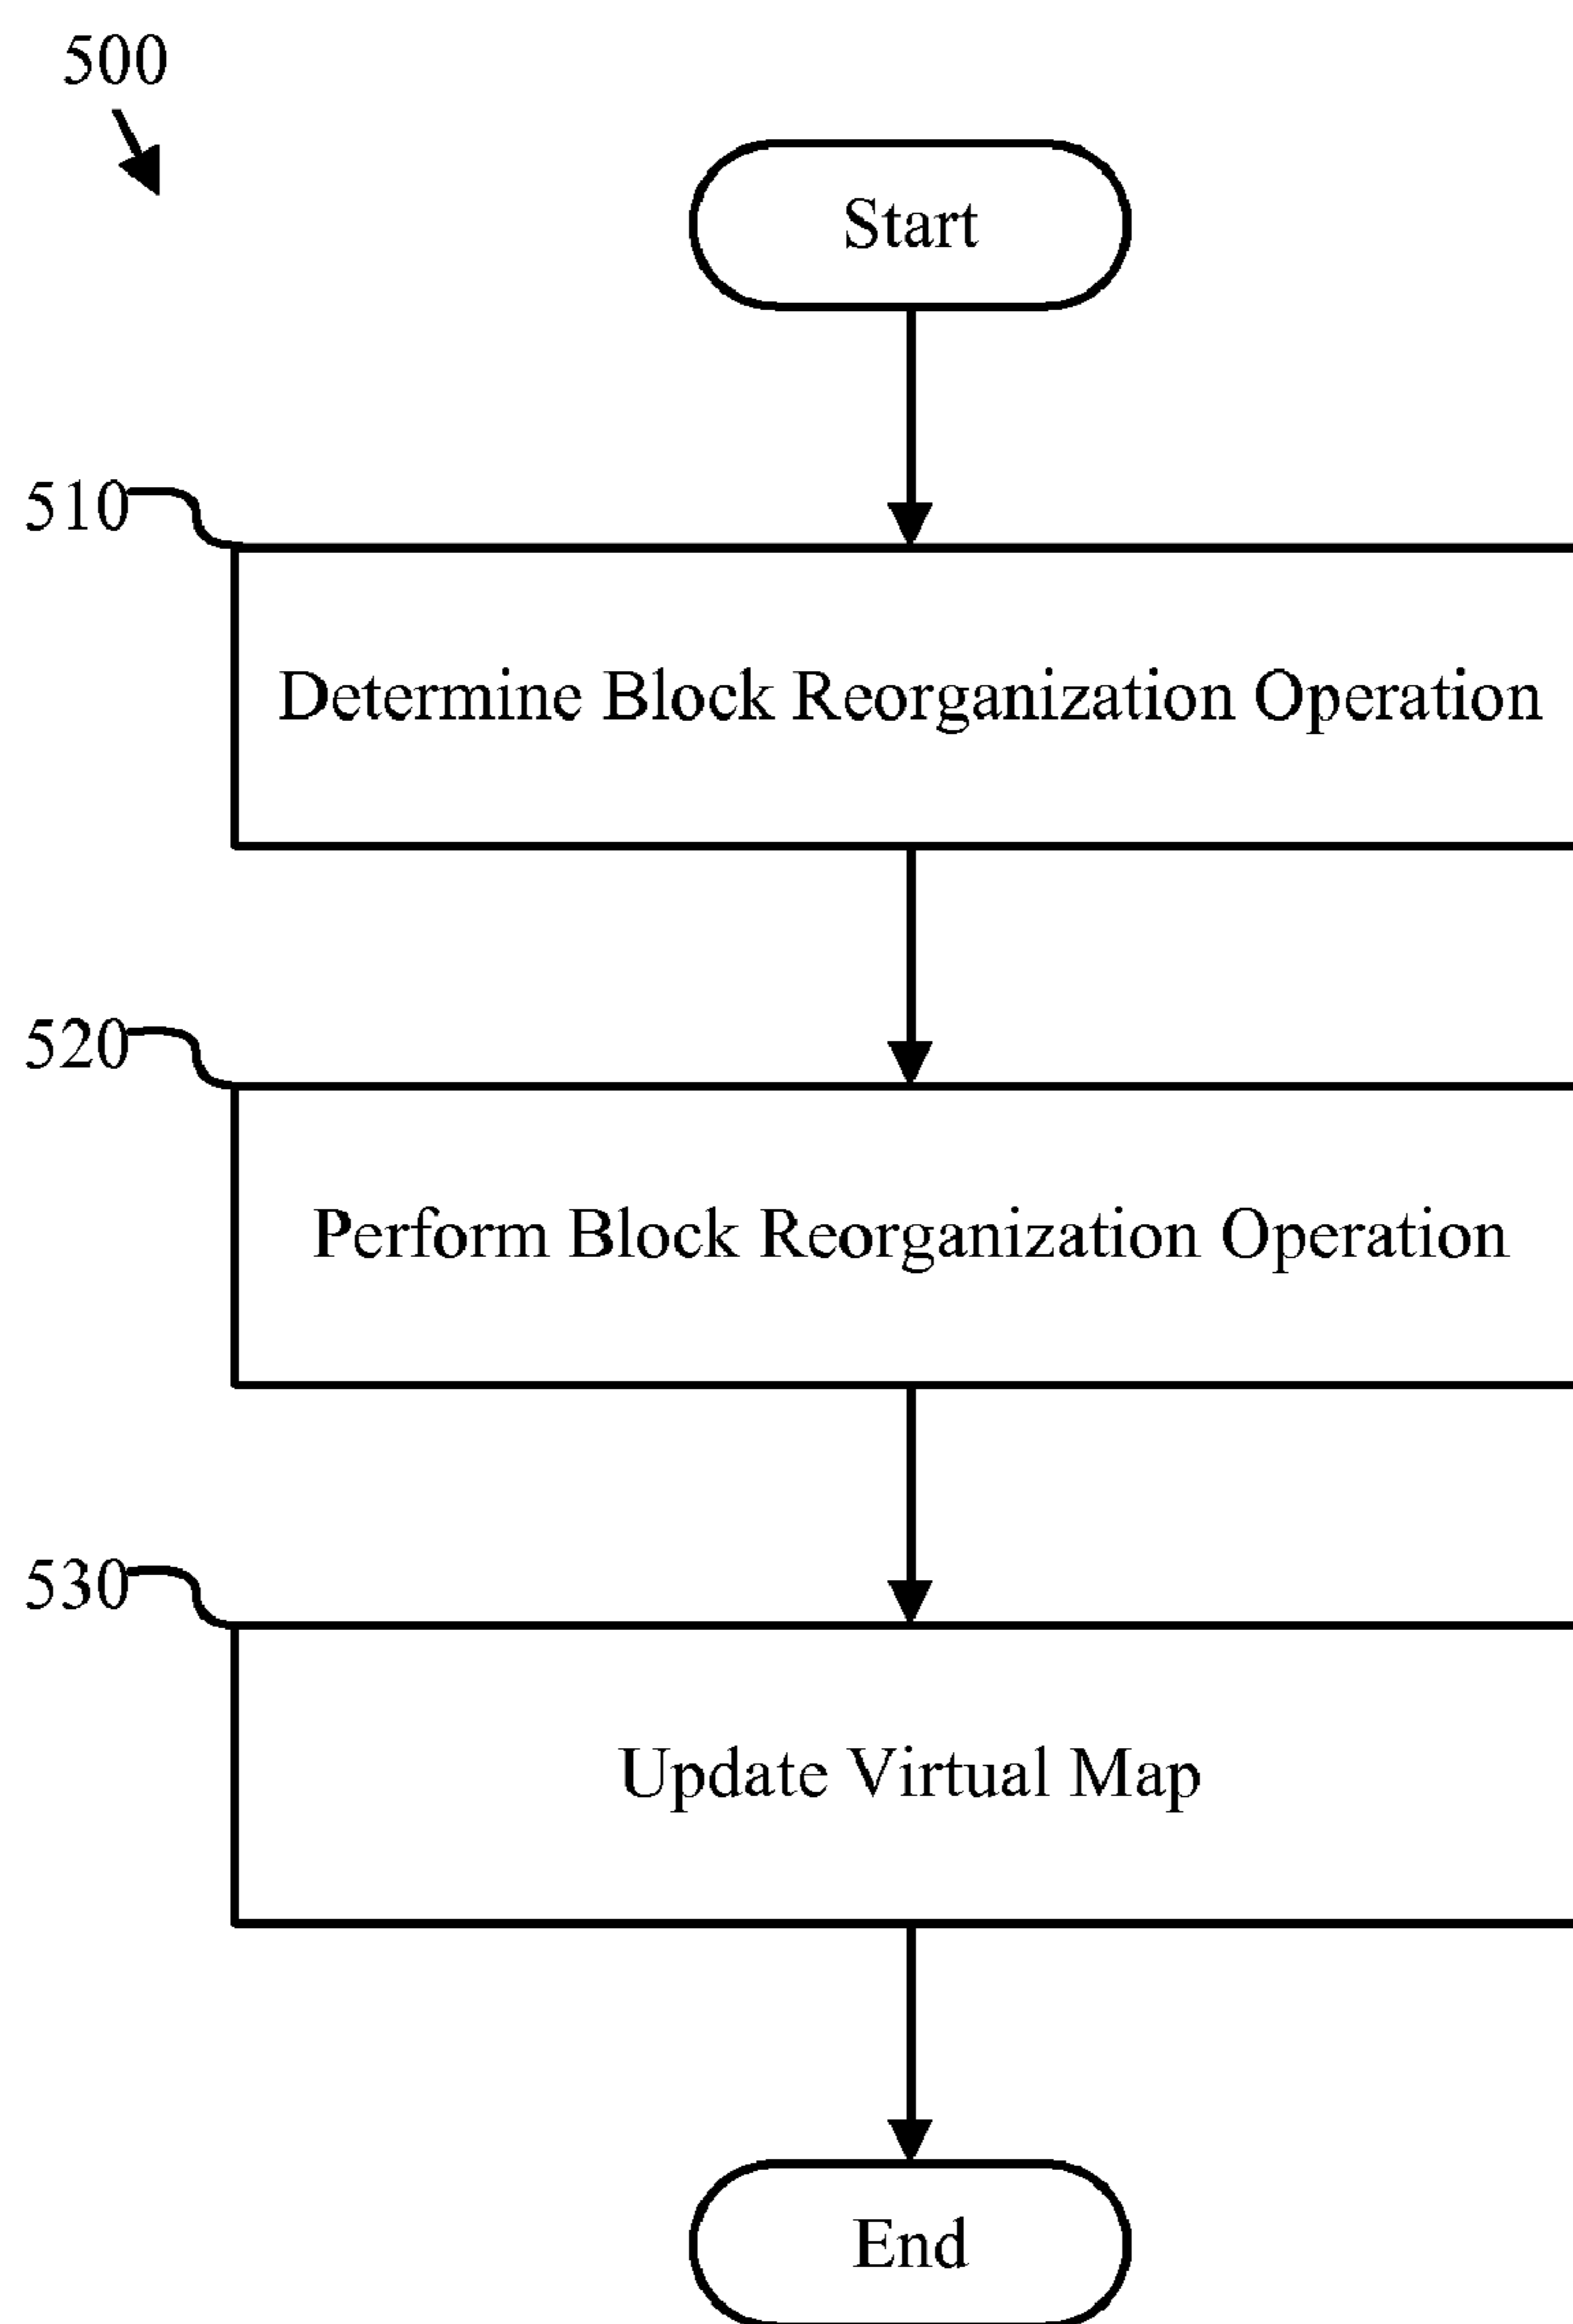 500
Start
510
Determine Block Reorganization Operation
520
Perform Block Reorganization Operation
530
Update Virtual Map
End